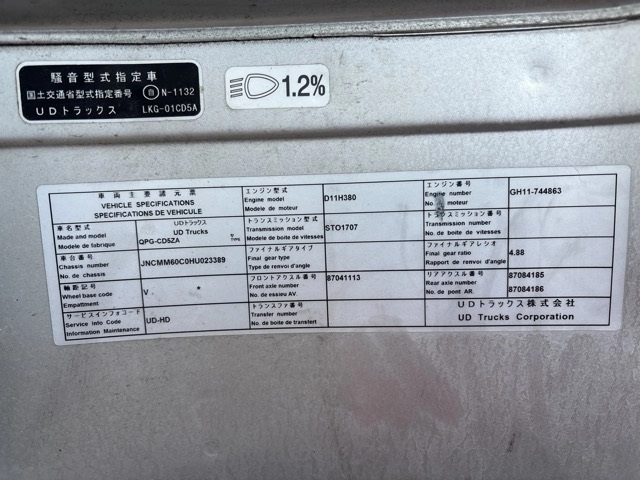 騒音型式指定車
国土交通省型式指定番号 自 N-1132
UDトラックス LKG-01CD5A
1.2%
車両主要諸元票
VEHICLE SPECIFICATIONS
SPECIFICATIONS DE VEHICULE
車名型式 UDトラックス
Made and model UD Trucks
Modele de fabrique QPG-CD5ZA
車台番号
Chassis number JNCMM60C0HU023389
No. de chassis
軸距記号
Wheel base code V *
Empattment
サービスインフォコード
Service info Code UD-HD
Information Maintenance
エンジン型式
Engine model D11H380
Modele de moteur
トランスミッション型式
Transmission model STO1707
Modele de boite de vitesses
ファイナルギアタイプ
Final gear type
Type de renvoi d'angle
フロントアクスル番号 87041113
Front axle number
No. de essieu AV.
トランスファ番号
Transfer number
No. de boite de transfert
エンジン番号
Engine number GH11-744863
No. moteur
トランスミッション番号
Transmission number
No. de boite de vitesses
ファイナルギアレシオ
Final gear ratio 4.88
Rapport de renvoi d'angle
リアアクスル番号 87084185
Rear axle number
No. de pont AR. 87084186
UDトラックス株式会社
UD Trucks Corporation